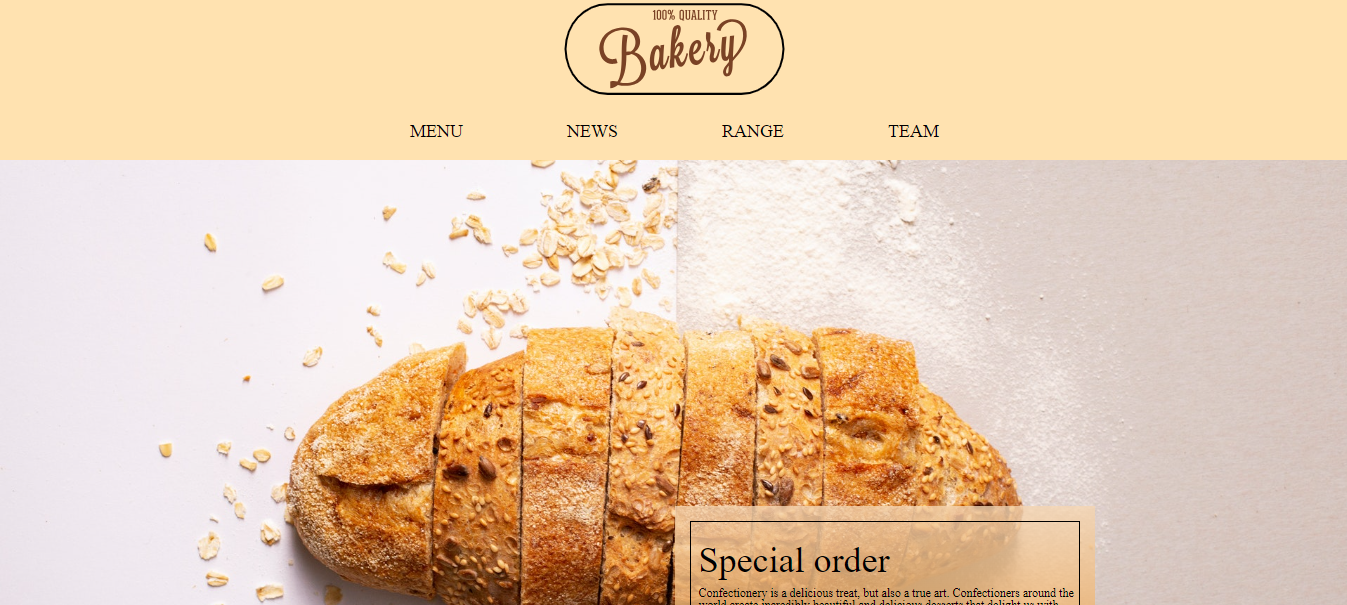 100% QUALITY
Bakery
MENU NEWS RANGE TEAM
Special order
Confectionery is a delicious treat, but also a true art. Confectioners around the
world create incredibly beautiful and delicious desserts that delight us with